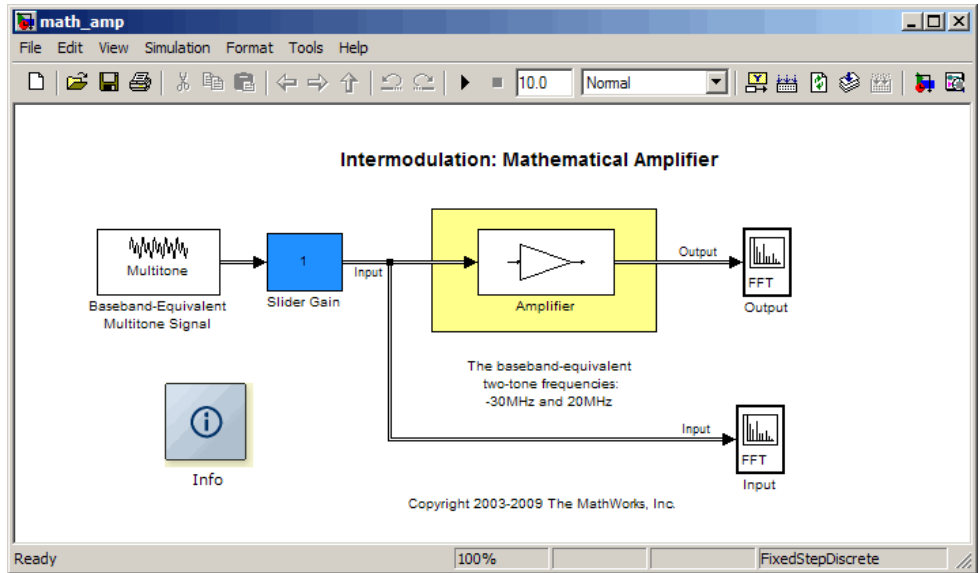 math_amp
File Edit View Simulation Format Tools Help
10.0 Normal
Intermodulation: Mathematical Amplifier
Multitone
Baseband-Equivalent
Multitone Signal
1
Slider Gain
Input
Amplifier
Output
FFT
Output
The baseband-equivalent
two-tone frequencies:
-30MHz and 20MHz
Input
FFT
Input
Info
Copyright 2003-2009 The MathWorks, Inc.
Ready 100% FixedStepDiscrete